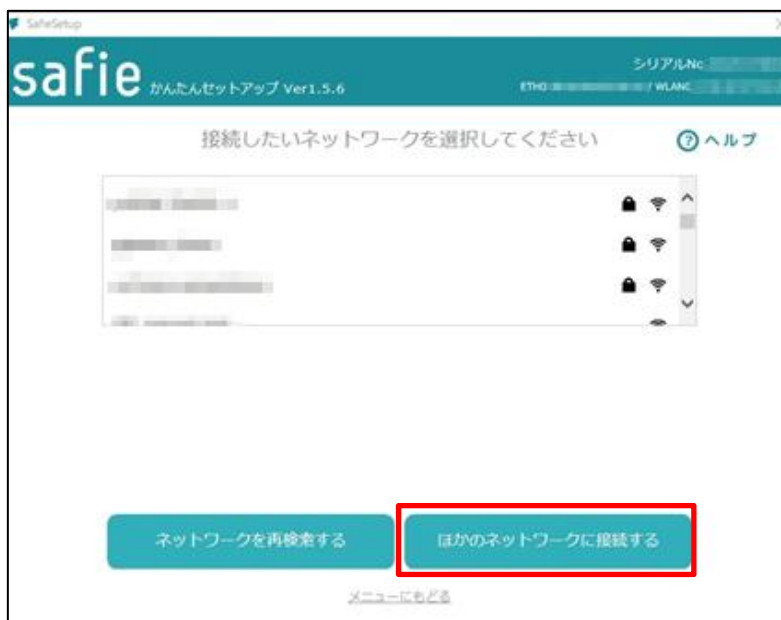 SafieSetup
safie かんたんセットアップ Ver1.5.6
シリアルNo
ETH0 / WLAN
接続したいネットワークを選択してください
?ヘルプ
ネットワークを再検索する
ほかのネットワークに接続する
メニューにもどる